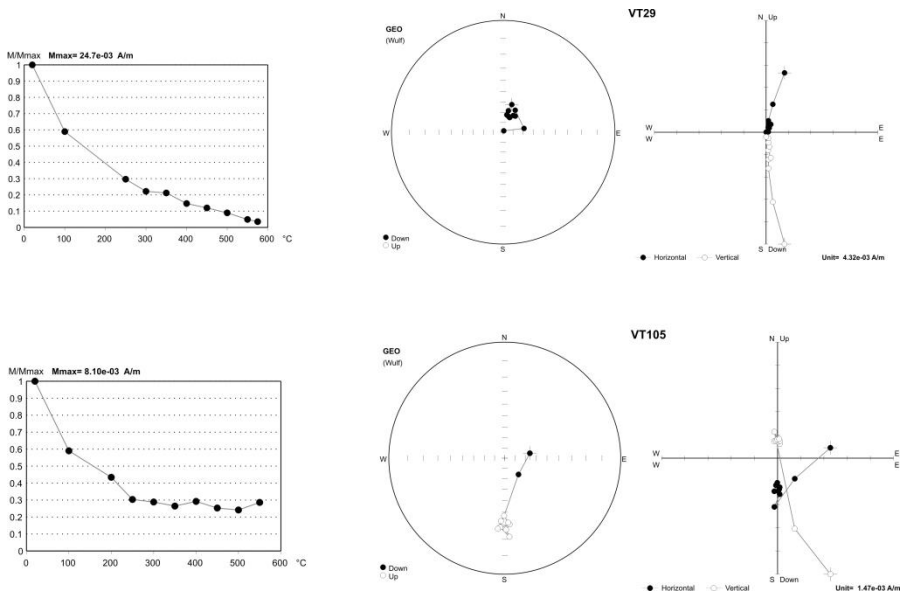 VT29
M/Mmax Mmax= 24.7e-03 A/m
1
0.9
0.8
0.7
0.6
0.5
0.4
0.3
0.2
0.1
0
0 100 200 300 400 500 600 °C
GEO
(Wulf)
N
W E
S
Down
Up
N Up
W E
W E
S Down
Horizontal Vertical Unit= 4.32e-03 A/m
VT105
M/Mmax Mmax= 8.10e-03 A/m
1
0.9
0.8
0.7
0.6
0.5
0.4
0.3
0.2
0.1
0
0 100 200 300 400 500 600 °C
GEO
(Wulf)
N
W E
S
Down
Up
N Up
W E
W E
S Down
Horizontal Vertical Unit= 1.47e-03 A/m